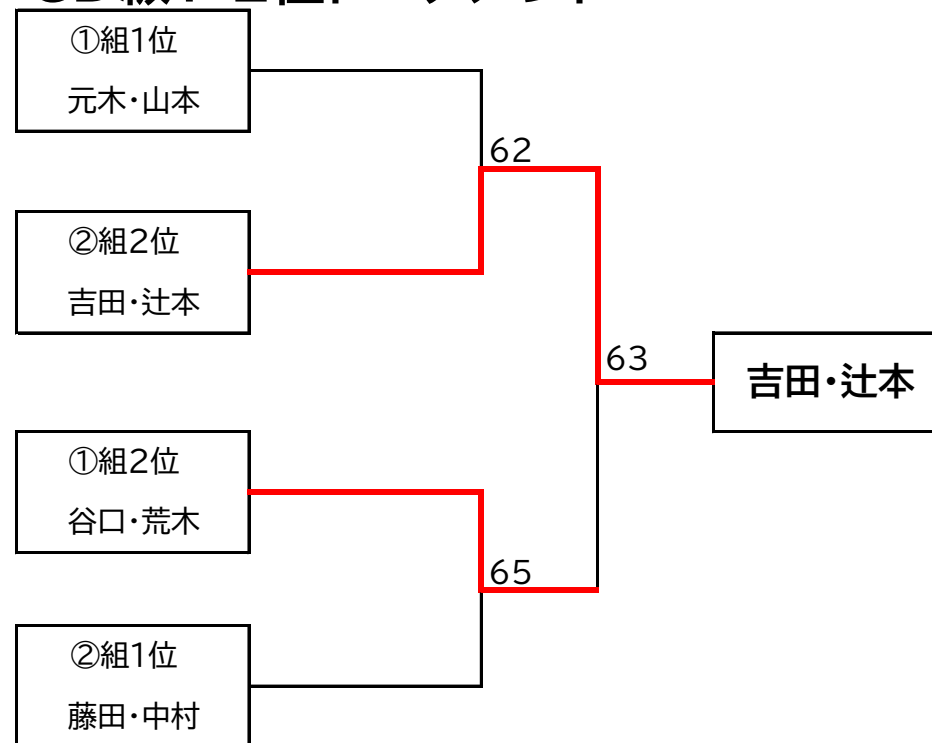 ①組1位
元木・山本
62
②組2位
吉田・辻本
63
吉田・辻本
①組2位
谷口・荒木
65
②組1位
藤田・中村